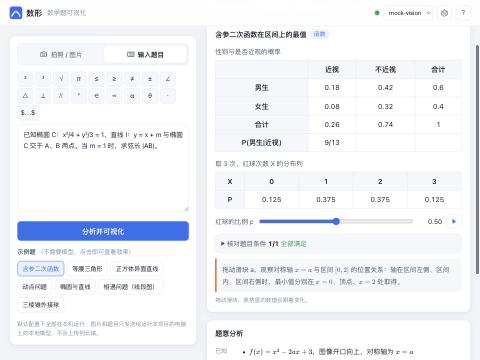 数形 数学题可视化
mock-vision
?
拍照 / 图片
输入题目
² ³ √ π ≤ ≥ ≠ ± ∠
△ ⊥ // ° ∈ ∞ α θ ·
$…$
已知椭圆 C：x²/4 + y²/3 = 1，直线 l：y = x + m 与椭圆
C 交于 A、B 两点。当 m = 1 时，求弦长 |AB|。
分析并可视化
示例题 （不需要模型，点击即可查看效果）
含参二次函数 等腰三角形 正方体异面直线
动点问题 椭圆与直线 相遇问题（线段图）
三棱锥外接球
默认配置下全部在本机运行：图片和题目只发送给运行本项目的电脑
上的本地模型，不会上传到云端。
含参二次函数在区间上的最值 函数
性别与是否近视的概率
近视 不近视 合计
男生 0.18 0.42 0.6
女生 0.08 0.32 0.4
合计 0.26 0.74 1
P(男生|近视) 9/13
取 3 次，红球次数 X 的分布列
X 0 1 2 3
P 0.125 0.375 0.375 0.125
红球的比例 p 0.50
核对题目条件 1/1 全部满足
拖动滑块 a，观察对称轴 x = a 与区间 [0, 2] 的位置关系：轴在区间左侧、区间
内、区间右侧时，最小值分别在 x = 0、顶点、x = 2 处取得。
拖动滑块，表格里的数值会跟着变化。
题意分析
已知 • f(x) = x² − 2ax + 3，图像开口向上，对称轴为 x = a